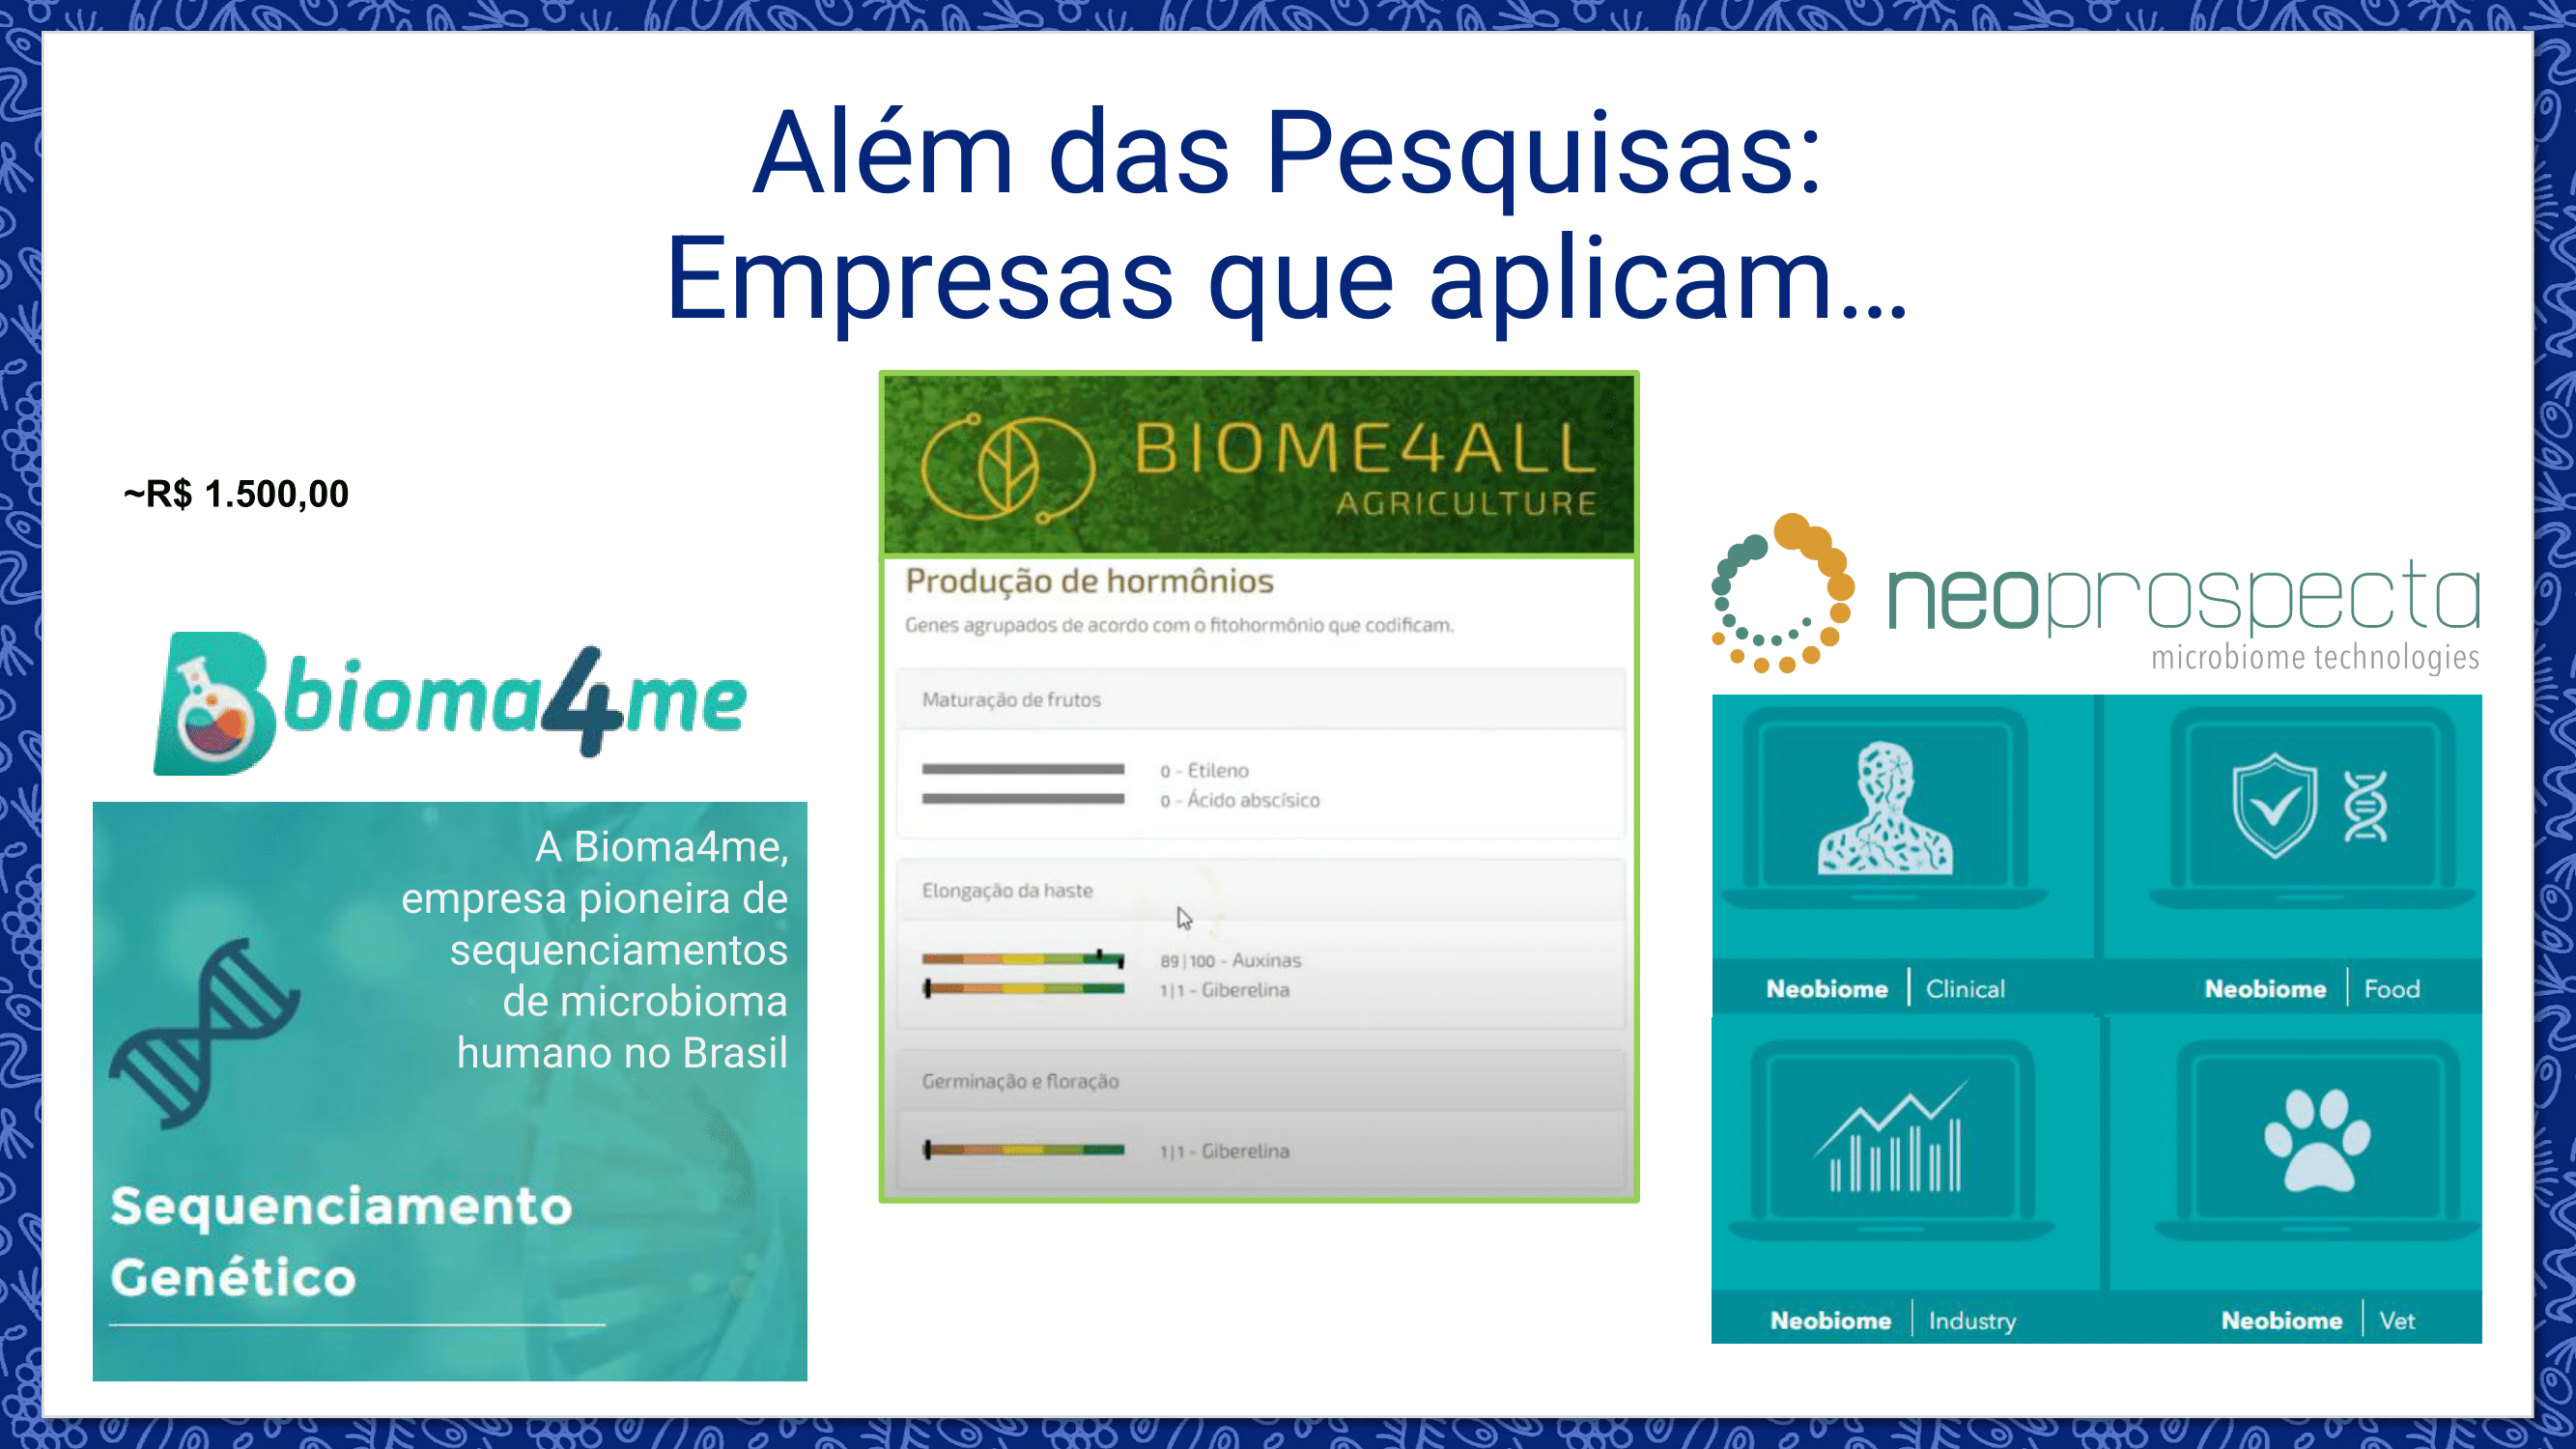 Além das Pesquisas:
Empresas que aplicam...
~R$ 1.500,00
bioma4me
A Bioma4me,
empresa pioneira de
sequenciamentos
de microbioma
humano no Brasil
Sequenciamento
Genético
BIOME4ALL
AGRICULTURE
Produção de hormônios
Genes agrupados de acordo com o fitohormônio que codificam.
Maturação de frutos
0 - Etileno
0 - Ácido abscísico
Elongação da haste
89|100 - Auxinas
1|1 - Giberelina
Germinação e floração
1|1 - Giberelina
neoprospecta
microbiome technologies
Neobiome | Clinical
Neobiome | Food
Neobiome | Industry
Neobiome | Vet